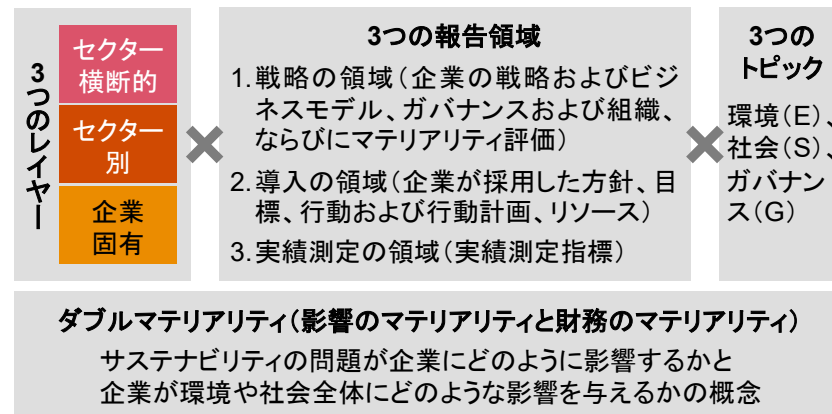 3つのレイヤー
セクター
横断的
セクター
別
企業
固有
3つの報告領域
1.戦略の領域（企業の戦略およびビジ
ネスモデル、ガバナンスおよび組織、
ならびにマテリアリティ評価）
2.導入の領域（企業が採用した方針、目
標、行動および行動計画、リソース）
3.実績測定の領域（実績測定指標）
3つの
トピック
環境（E）、
社会（S）、
ガバナン
ス（G）
ダブルマテリアリティ（影響のマテリアリティと財務のマテリアリティ）
サステナビリティの問題が企業にどのように影響するかと
企業が環境や社会全体にどのような影響を与えるかの概念